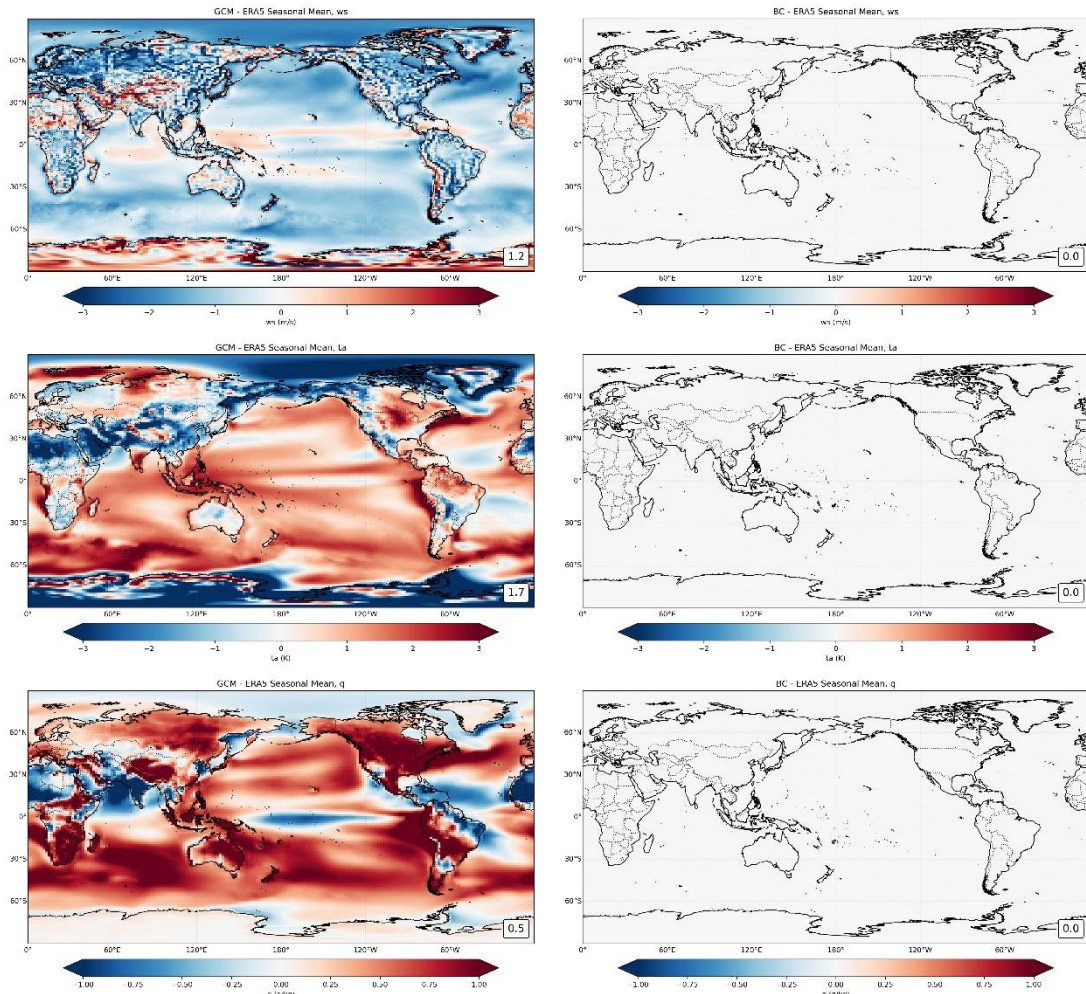 GCM - ERA5 Seasonal Mean, ws
BC - ERA5 Seasonal Mean, ws
60°N
30°N
0°
30°S
60°S
1.2
0°
60°E
120°E
180°
120°W
60°W
60°N
30°N
0°
30°S
60°S
0.0
0°
60°E
120°E
180°
120°W
60°W
−3
−2
−1
0
1
2
3
ws (m/s)
−3
−2
−1
0
1
2
3
ws (m/s)
GCM - ERA5 Seasonal Mean, ta
BC - ERA5 Seasonal Mean, ta
60°N
30°N
0°
30°S
60°S
1.7
0°
60°E
120°E
180°
120°W
60°W
60°N
30°N
0°
30°S
60°S
0.0
0°
60°E
120°E
180°
120°W
60°W
−3
−2
−1
0
1
2
3
ta (K)
−3
−2
−1
0
1
2
3
ta (K)
GCM - ERA5 Seasonal Mean, q
BC - ERA5 Seasonal Mean, q
60°N
30°N
0°
30°S
60°S
0.5
0°
60°E
120°E
180°
120°W
60°W
60°N
30°N
0°
30°S
60°S
0.0
0°
60°E
120°E
180°
120°W
60°W
−1.00
−0.75
−0.50
−0.25
0.00
0.25
0.50
0.75
1.00
−1.00
−0.75
−0.50
−0.25
0.00
0.25
0.50
0.75
1.00